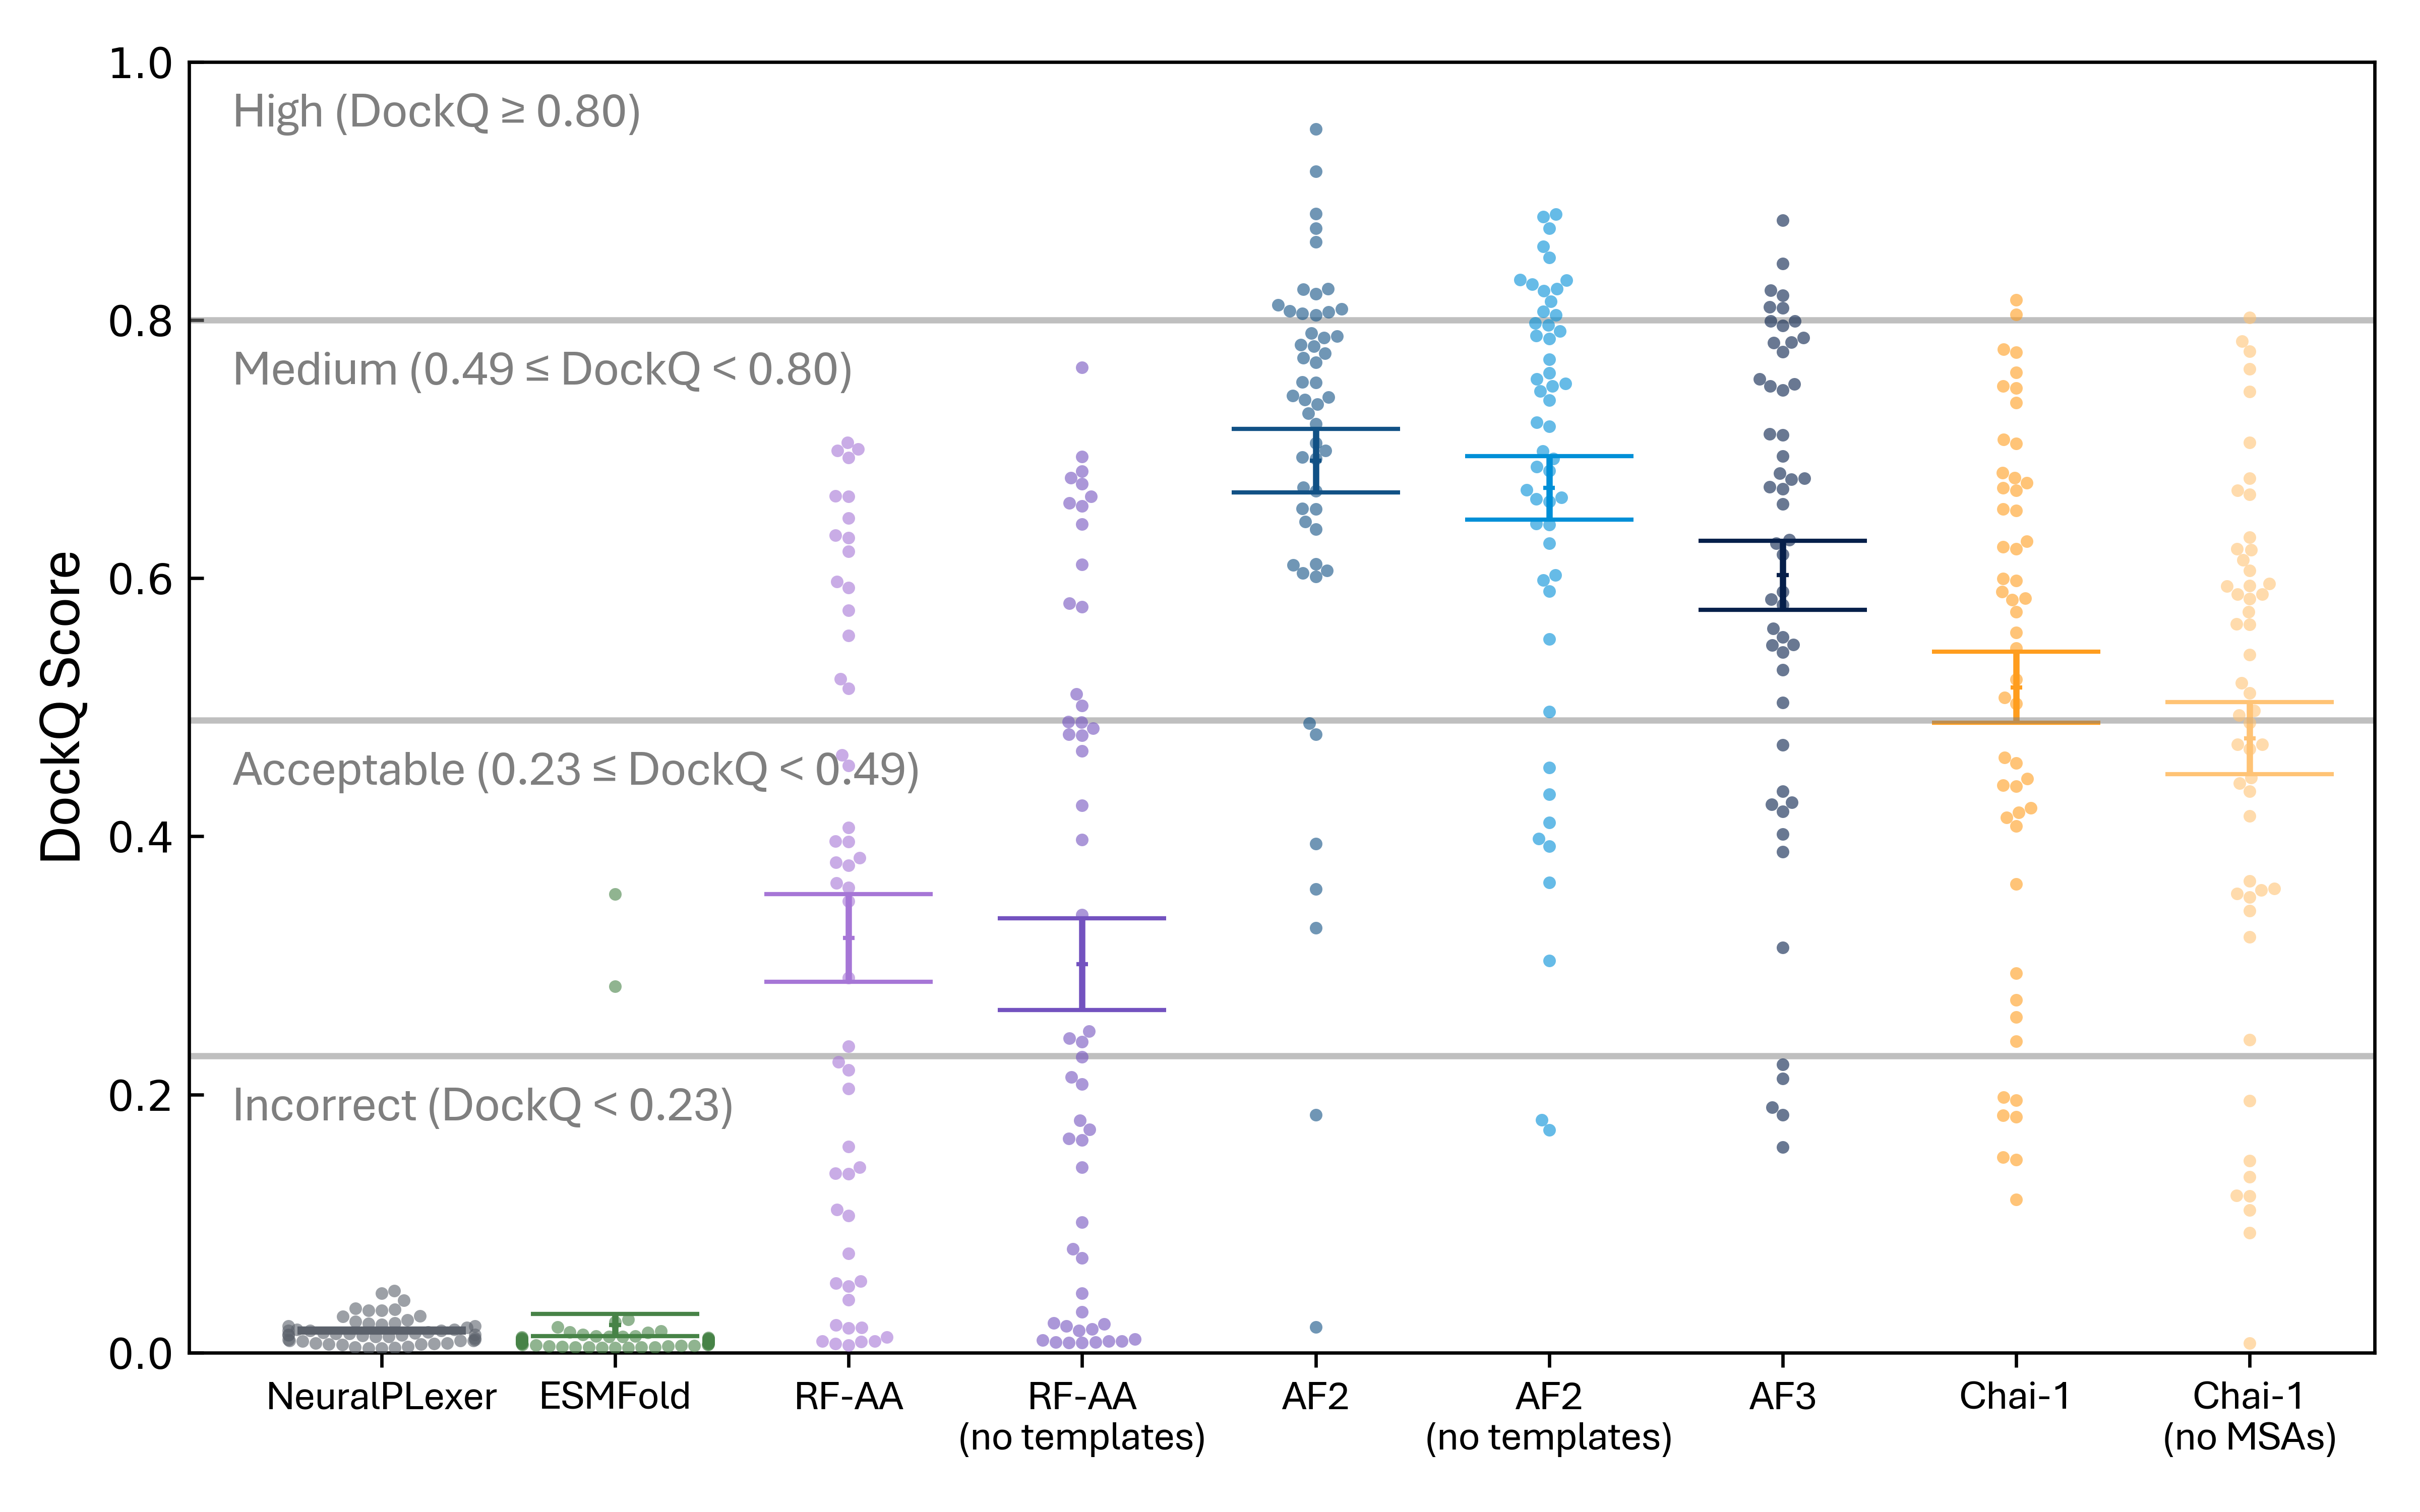 1.0
High (DockQ ≥ 0.80)
0.8
Medium (0.49 ≤ DockQ < 0.80)
0.6
DockQ Score
Acceptable (0.23 ≤ DockQ < 0.49)
0.4
0.2
Incorrect (DockQ < 0.23)
0.0
NeuralPLexer
ESMFold
RF-AA
RF-AA
(no templates)
AF2
AF2
(no templates)
AF3
Chai-1
Chai-1
(no MSAs)